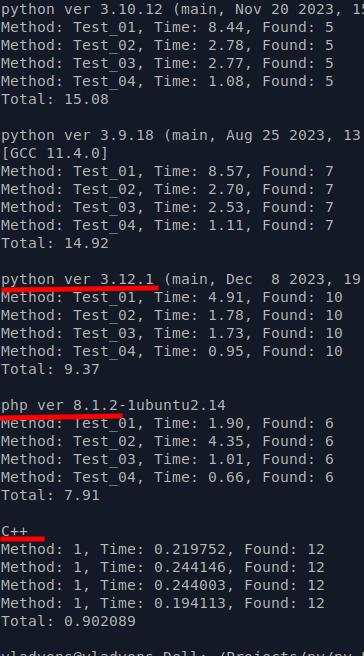 python ver 3.10.12 (main, Nov 20 2023, 15
Method: Test_01, Time: 8.44, Found: 5
Method: Test_02, Time: 2.78, Found: 5
Method: Test_03, Time: 2.77, Found: 5
Method: Test_04, Time: 1.08, Found: 5
Total: 15.08
python ver 3.9.18 (main, Aug 25 2023, 13
[GCC 11.4.0]
Method: Test_01, Time: 8.57, Found: 7
Method: Test_02, Time: 2.70, Found: 7
Method: Test_03, Time: 2.53, Found: 7
Method: Test_04, Time: 1.11, Found: 7
Total: 14.92
python ver 3.12.1 (main, Dec  8 2023, 19
Method: Test_01, Time: 4.91, Found: 10
Method: Test_02, Time: 1.78, Found: 10
Method: Test_03, Time: 1.73, Found: 10
Method: Test_04, Time: 0.95, Found: 10
Total: 9.37
php ver 8.1.2-1ubuntu2.14
Method: Test_01, Time: 1.90, Found: 6
Method: Test_02, Time: 4.35, Found: 6
Method: Test_03, Time: 1.01, Found: 6
Method: Test_04, Time: 0.66, Found: 6
Total: 7.91
C++
Method: 1, Time: 0.219752, Found: 12
Method: 1, Time: 0.244146, Found: 12
Method: 1, Time: 0.244003, Found: 12
Method: 1, Time: 0.194113, Found: 12
Total: 0.902089